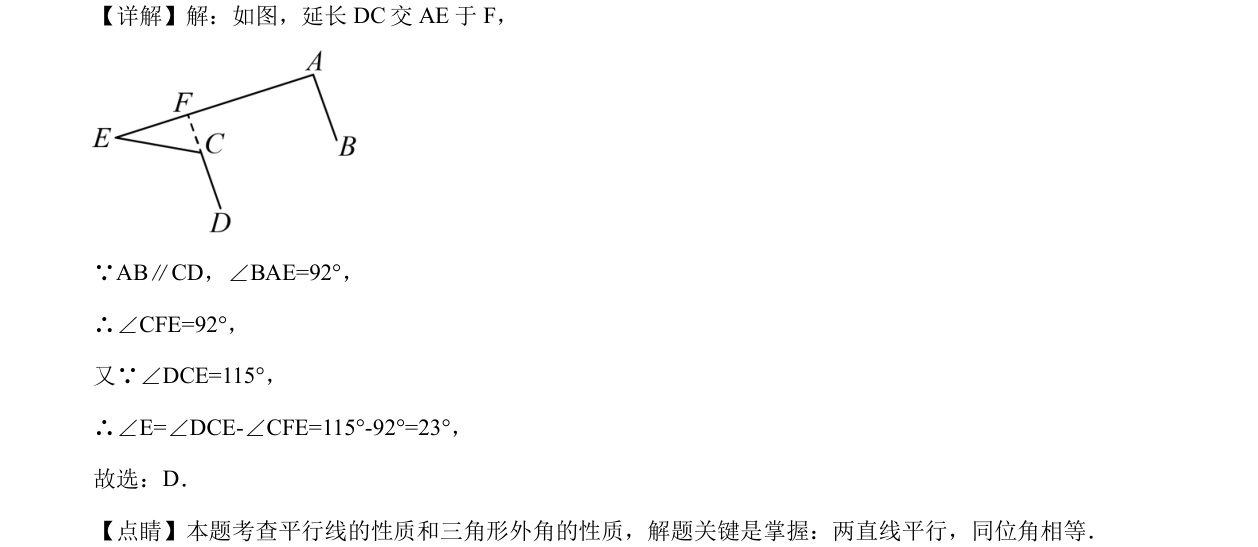 【详解】解：如图，延长 DC 交 AE 于 F，
A
F
E
C
B
D
∵AB∥CD，∠BAE=92°，
∴∠CFE=92°，
又∵∠DCE=115°，
∴∠E=∠DCE-∠CFE=115°-92°=23°，
故选：D．
【点睛】本题考查平行线的性质和三角形外角的性质，解题关键是掌握：两直线平行，同位角相等．